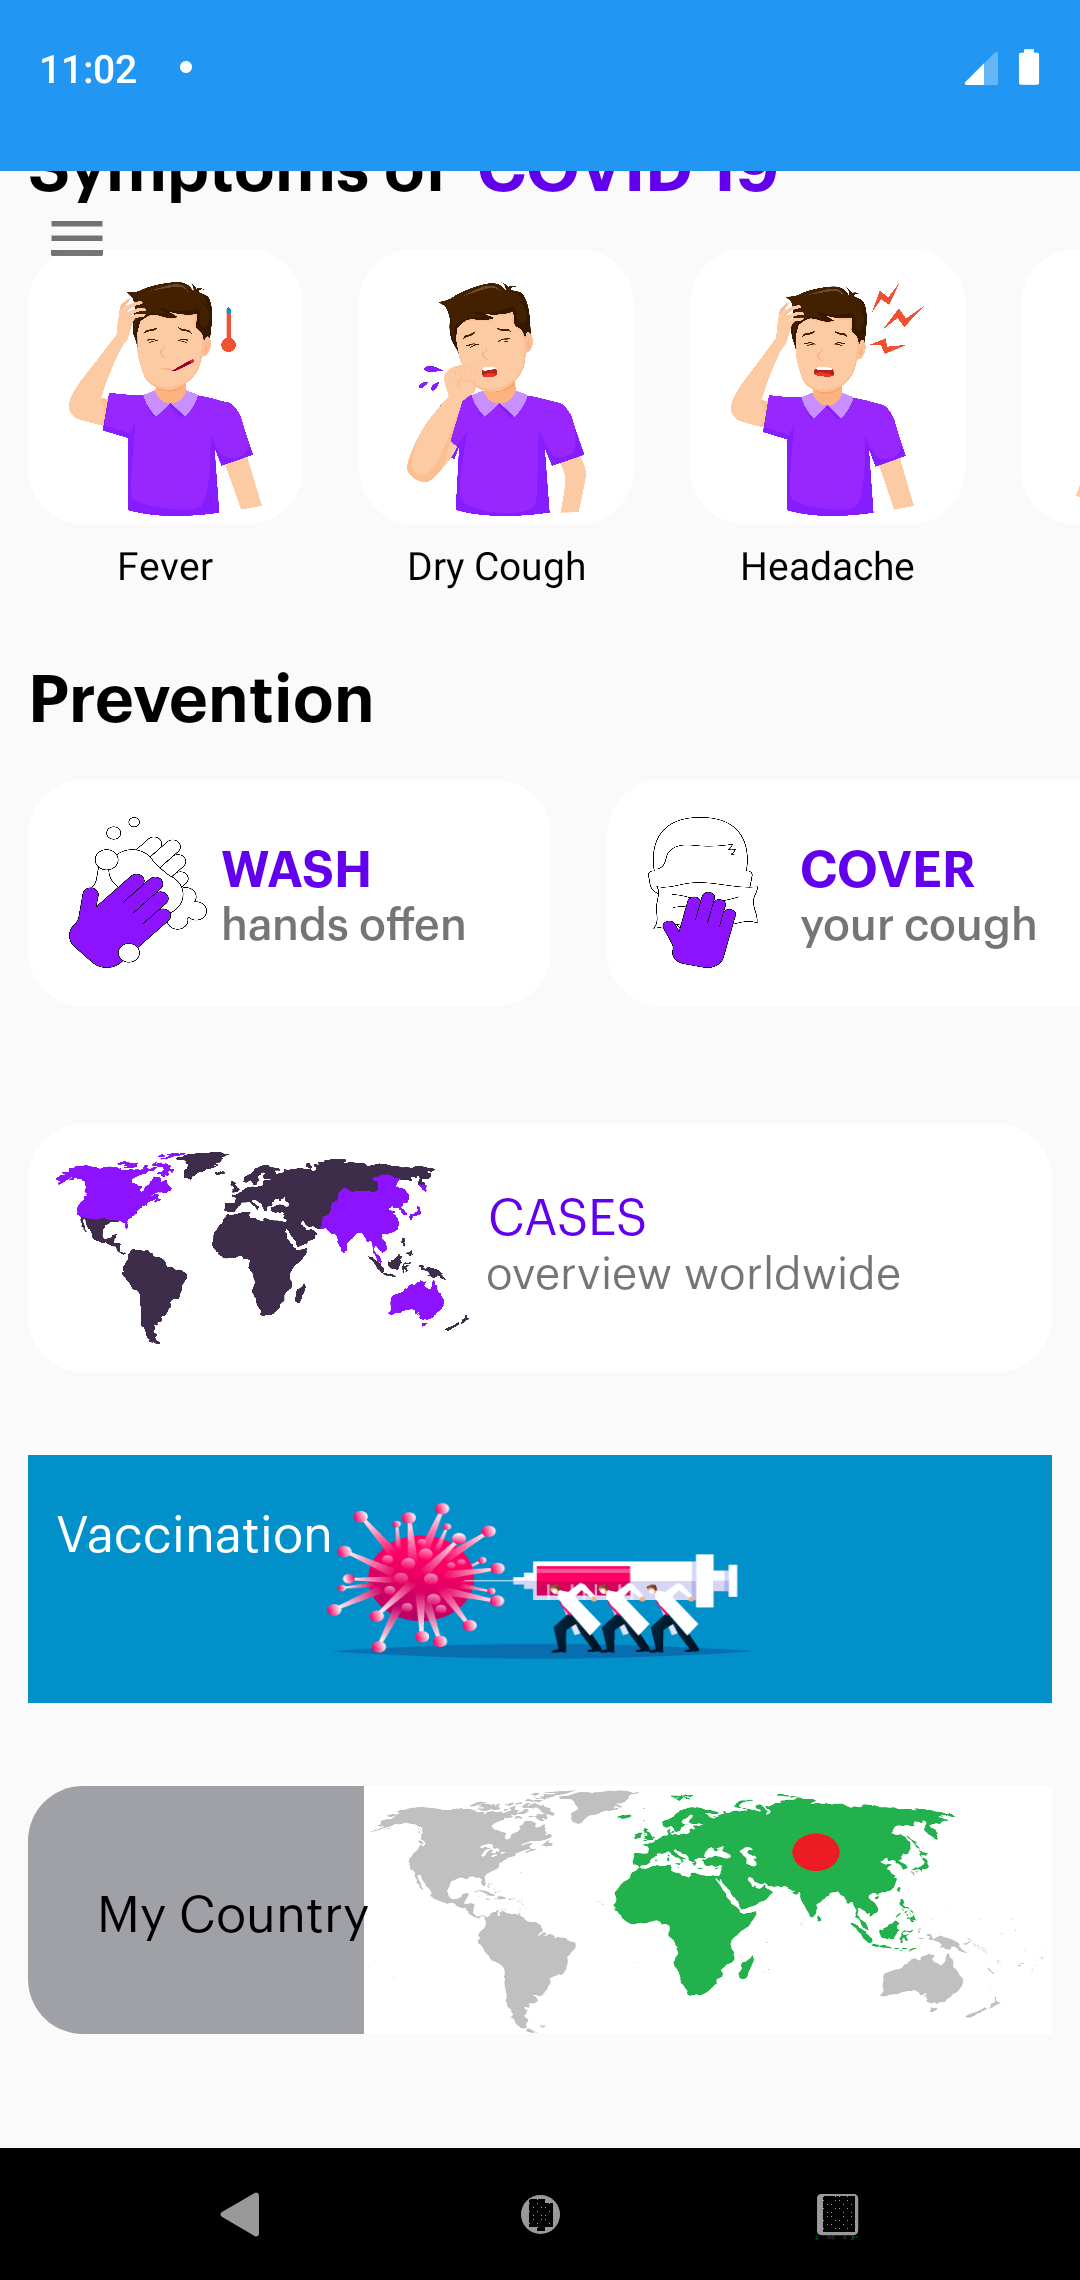 11:02
Symptoms of COVID 19
Fever
Dry Cough
Headache
Prevention
WASH
hands offen
COVER
your cough
CASES
overview worldwide
Vaccination
My Country